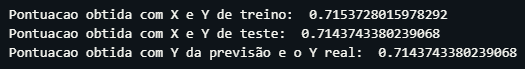 Pontuacao obtida com X e Y de treino:  0.7153728015978292
Pontuacao obtida com X e Y de teste:  0.7143743380239068
Pontuacao obtida com Y da previsão e o Y real:  0.7143743380239068